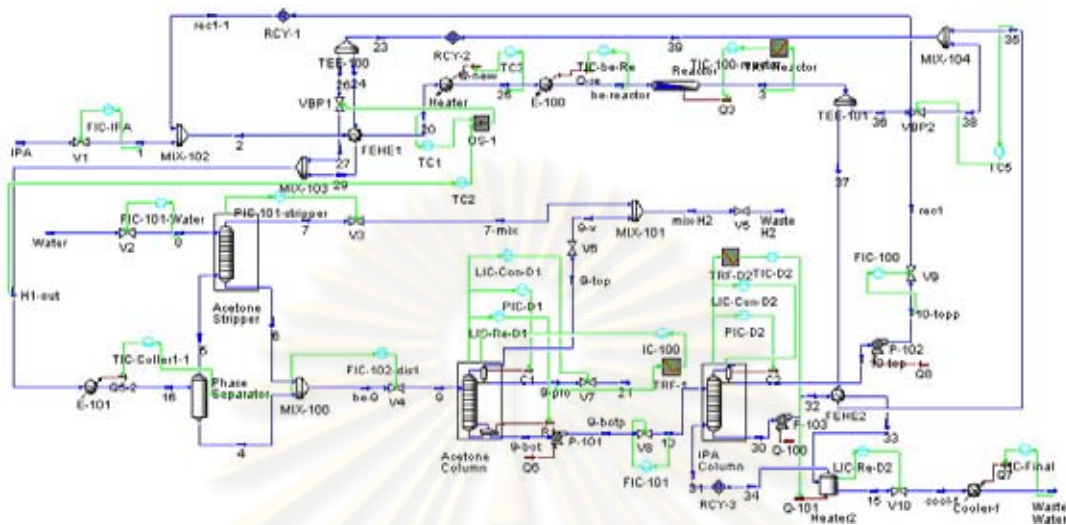 rec1-1
RCY-1
23
RCY-2
39
35
TEE-100
MIX-104
26
24
TC3
Heater
E-100
be-reactor
Reactor
Q3
3
TEE-101
36
VBP2
38
VBP1
FIC-IPA
20
OS-1
IPA
V1
1
MIX-102
2
27
FEHE1
TC1
TC5
MIX-103
29
TC2
37
rec1
FIC-101-Water
PIC-101-stripper
Water
V2
8
7
V3
7-mix
9-v
MIX-101
mix-H2
V5
Waste
H2
V6
LIC-Con-D1
9-top
TRF-D2
TIC-D2
FIC-100
V9
H1-out
Acetone
Stripper
PIC-D1
LIC-Con-D2
10-topp
LIC-Re-D1
PIC-D2
5
6
TIC-Coller1-1
FIC-102-dis1
IC-100
P-102
10-top
Q8
C1
C2
9-pro
V7
21
TRF-1
E-101
16
Phase
Separator
MIX-100
be-9
V4
9
32
FEHE2
P-101
9-botp
V8
10
P-103
33
4
Acetone
Column
9-bot
Q6
IPA
Column
30
Q-100
FIC-101
31
RCY-3
34
LIC-Re-D2
Q7
Q-101
Heater2
15
V10
Cooler-f
Waste
Water